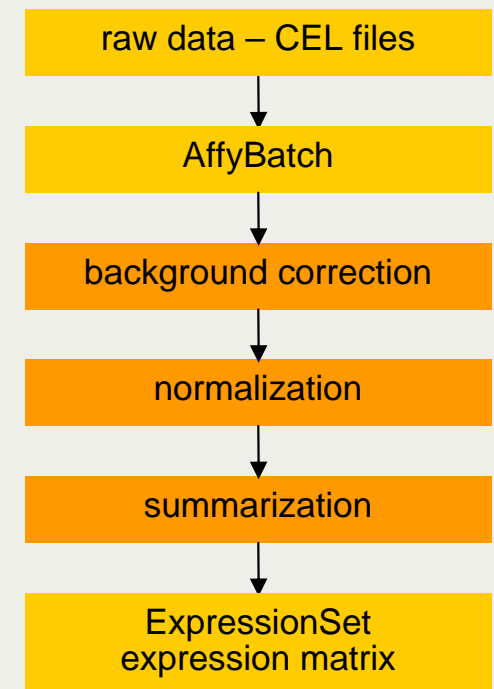 raw data – CEL files
AffyBatch
background correction
normalization
summarization
ExpressionSet
expression matrix